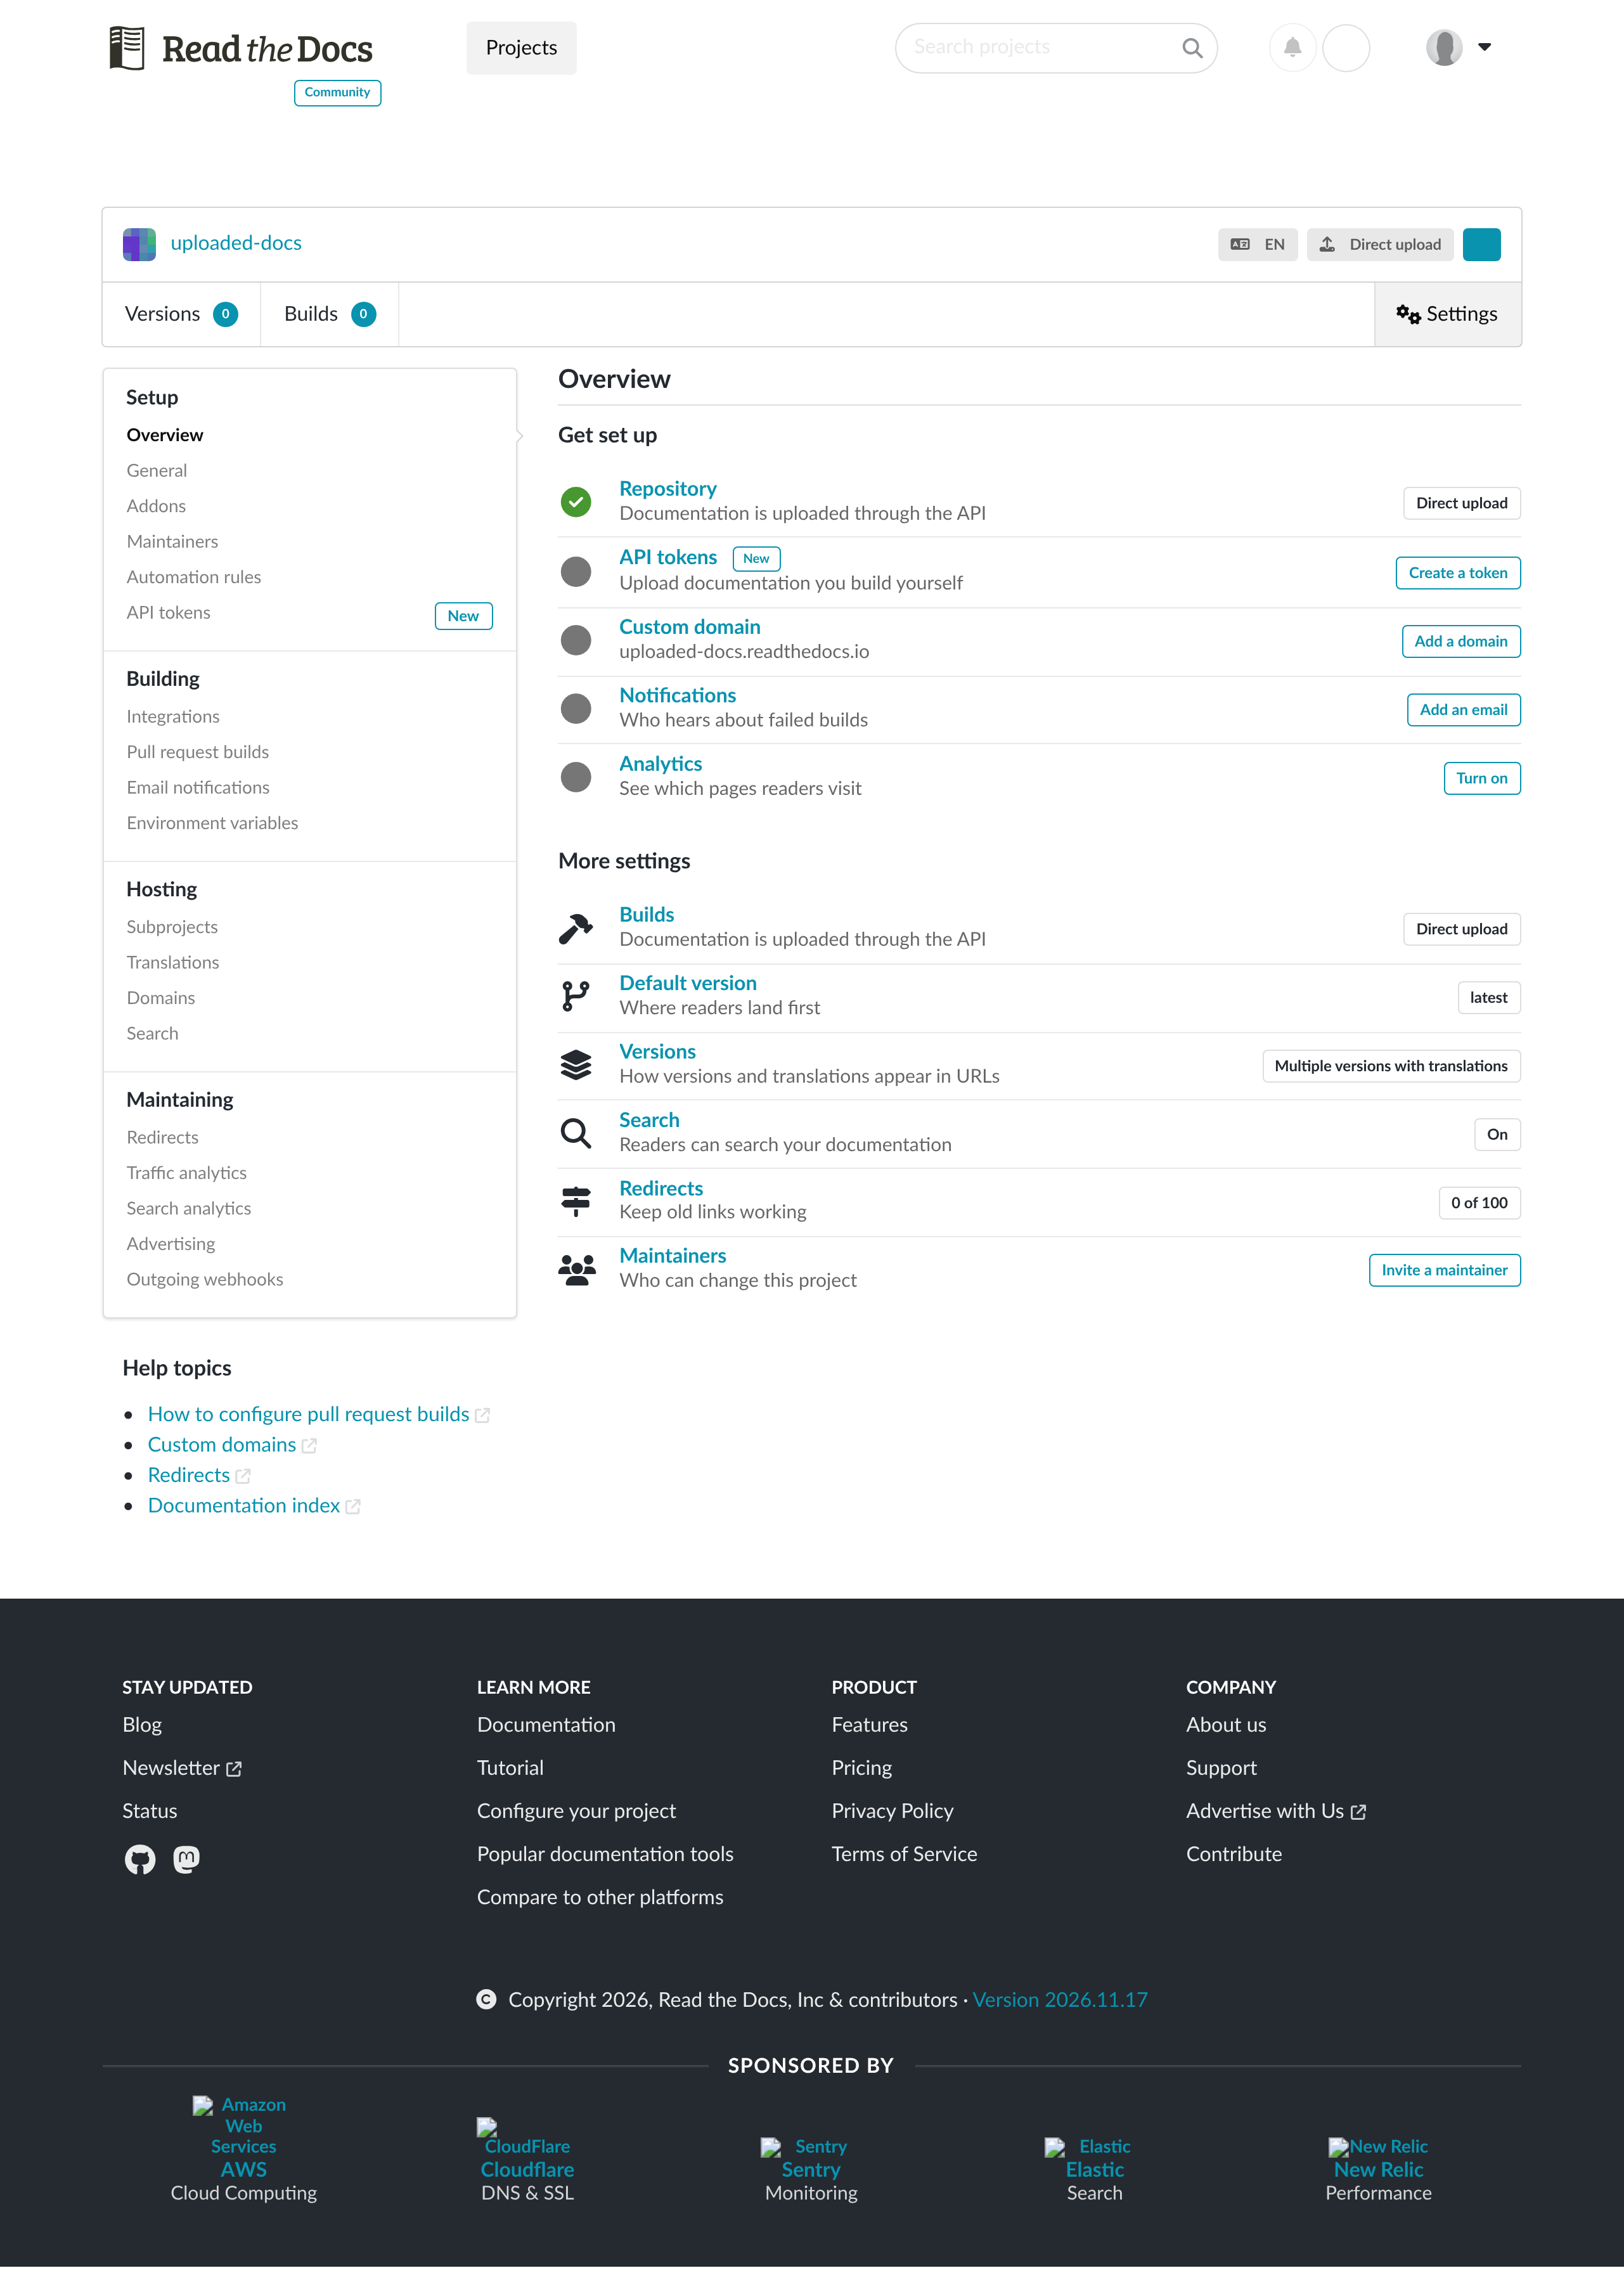 Read the Docs
Community
Projects
Search projects
uploaded-docs
EN
Direct upload
Versions 0
Builds 0
Settings
Setup
Overview
General
Addons
Maintainers
Automation rules
API tokens New
Building
Integrations
Pull request builds
Email notifications
Environment variables
Hosting
Subprojects
Translations
Domains
Search
Maintaining
Redirects
Traffic analytics
Search analytics
Advertising
Outgoing webhooks
Help topics
How to configure pull request builds
Custom domains
Redirects
Documentation index
Overview
Get set up
Repository
Documentation is uploaded through the API
Direct upload
API tokens New
Upload documentation you build yourself
Create a token
Custom domain
uploaded-docs.readthedocs.io
Add a domain
Notifications
Who hears about failed builds
Add an email
Analytics
See which pages readers visit
Turn on
More settings
Builds
Documentation is uploaded through the API
Direct upload
Default version
Where readers land first
latest
Versions
How versions and translations appear in URLs
Multiple versions with translations
Search
Readers can search your documentation
On
Redirects
Keep old links working
0 of 100
Maintainers
Who can change this project
Invite a maintainer
STAY UPDATED
Blog
Newsletter
Status
LEARN MORE
Documentation
Tutorial
Configure your project
Popular documentation tools
Compare to other platforms
PRODUCT
Features
Pricing
Privacy Policy
Terms of Service
COMPANY
About us
Support
Advertise with Us
Contribute
Copyright 2026, Read the Docs, Inc & contributors · Version 2026.11.17
SPONSORED BY
Amazon
Web
Services
AWS
Cloud Computing
CloudFlare
Cloudflare
DNS & SSL
Sentry
Sentry
Monitoring
Elastic
Elastic
Search
New Relic
New Relic
Performance